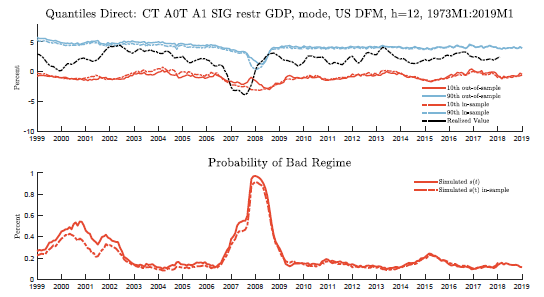 Quantiles Direct: CT A0T A1 SIG restr GDP, mode, US DFM, h=12, 1973M1:2019M1
Percent
5
0
-5
-10
10th out-of-sample
90th out-of-sample
10th in-sample
90th in-sample
Realized Value
1999 2000 2001 2002 2003 2004 2005 2006 2007 2008 2009 2010 2011 2012 2013 2014 2015 2016 2017 2018 2019
Probability of Bad Regime
Percent
1
0.8
0.6
0.4
0.2
0
Simulated s(t)
Simulated s(t) in-sample
1999 2000 2001 2002 2003 2004 2005 2006 2007 2008 2009 2010 2011 2012 2013 2014 2015 2016 2017 2018 2019